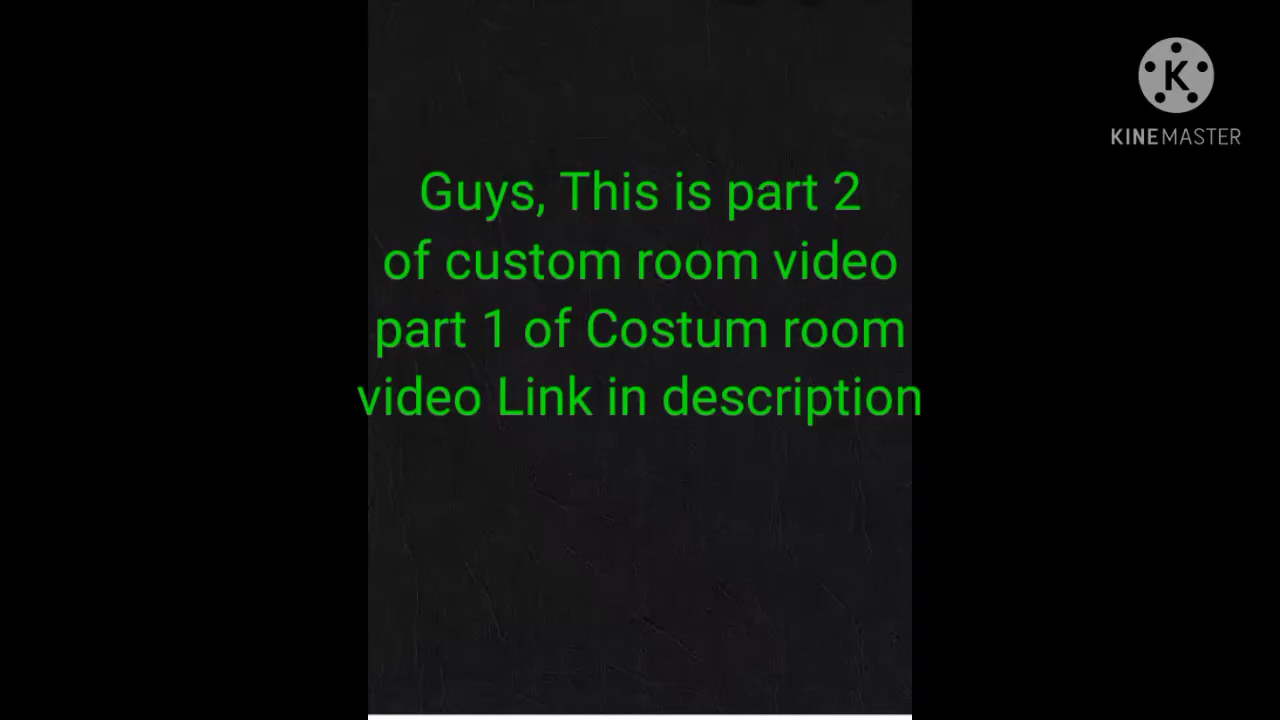 Guys, This is part 2
of custom room video
part 1 of Costum room
video Link in description
K
KINEMASTER